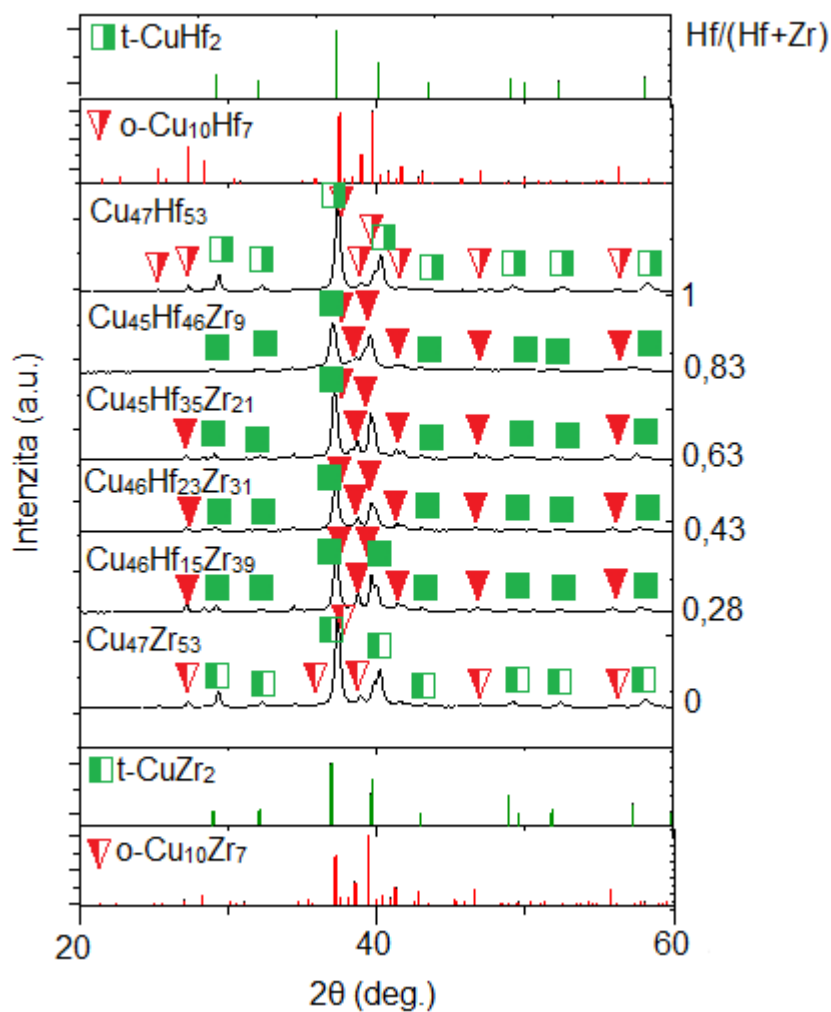 t-CuHf₂
Hf/(Hf+Zr)
o-Cu₁₀Hf₇
Cu₄₇Hf₅₃
1
Cu₄₅Hf₄₆Zr₉
0,83
Cu₄₅Hf₃₅Zr₂₁
0,63
Cu₄₆Hf₂₃Zr₃₁
0,43
Cu₄₆Hf₁₅Zr₃₉
0,28
Cu₄₇Zr₅₃
0
t-CuZr₂
o-Cu₁₀Zr₇
Intenzita (a.u.)
20 40 60
2θ (deg.)